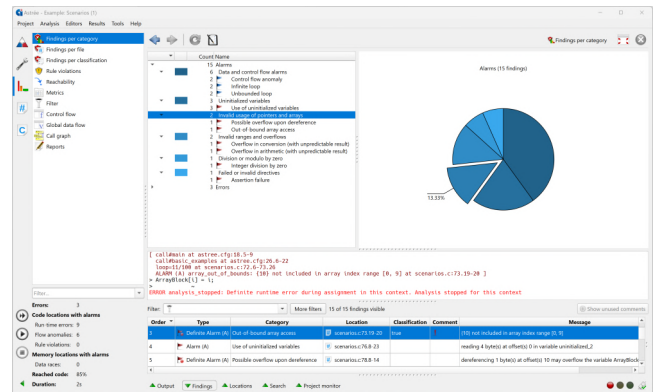 Astrée - Example: Scenarios (1)
Project Analysis Editors Results Tools Help
Findings per category
Findings per file
Findings per classification
Rule violations
Reachability
Metrics
Filter
Control flow
Global data flow
Call graph
Reports
Filter...
Errors: 3
Code locations with alarms
Run time errors: 9
Flow anomalies: 6
Rule violations: 0
Memory locations with alarms
Data races: 0
Reached code: 85%
Duration: 2s
Findings per category
Count Name
15 Alarms
6 Data and control flow alarms
2 Control flow anomaly
2 Infinite loop
2 Unbounded loop
3 Uninitialized variables
3 Use of uninitialized variables
2 Invalid usage of pointers and arrays
1 Possible overflow upon dereference
1 Out-of-bound array access
2 Invalid ranges and overflows
1 Overflow in conversion (with unpredictable result)
1 Overflow in arithmetic (with unpredictable result)
1 Division or modulo by zero
1 Integer division by zero
1 Failed or invalid directives
1 Assertion failure
3 Errors
Alarms (15 findings)
13.33%
[ call#main at astree.cfg:18.5-9
call#basic_examples at astree.cfg:26.6-22
loop=11/100 at scenarios.c:72.6-73.26
ALARM (A) array_out_of_bounds: {10} not included in array index range [0, 9] at scenarios.c:73.19-20 ]
> ArrayBlock[i] = i;
> ~
ERROR analysis_stopped: Definite runtime error during assignment in this context. Analysis stopped for this context
Filter: More filters 15 of 15 findings visible Show unused comments
Order Type Category Location Classification Comment Message
3 Definite Alarm (A) Out-of-bound array access scenarios.c:73.19-20 true {10} not included in array index range [0, 9]
4 Alarm (A) Use of uninitialized variables scenarios.c:76.8-23 reading 4 byte(s) at offset(s) 0 in variable uninitialized_2
5 Definite Alarm (A) Possible overflow upon dereference scenarios.c:78.8-14 dereferencing 1 byte(s) at offset(s) 10 may overflow the variable ArrayBlock
Output Findings Locations Search Project monitor